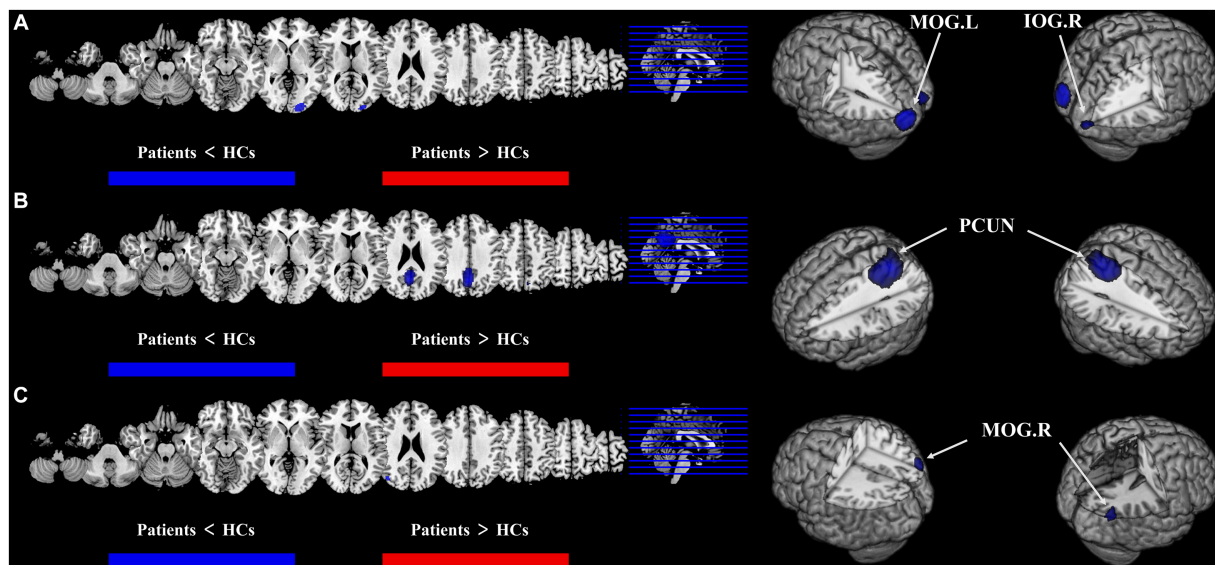 A
MOG.L IOG.R
Patients < HCs Patients > HCs
B
PCUN
Patients < HCs Patients > HCs
C
MOG.R
Patients < HCs Patients > HCs